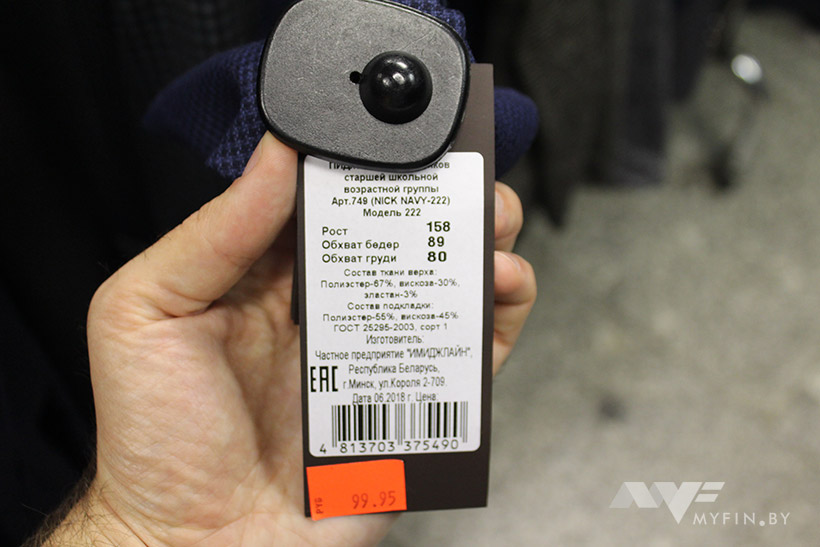 старшей школьной
возрастной группы
Арт.749 (NICK NAVY-222)
Модель 222
Рост 158
Обхват бедер 89
Обхват груди 80
Состав ткани верха:
Полиэстер-67%, вискоза-30%,
эластан-3%
Состав подкладки:
Полиэстер-55%, вискоза-45%
ГОСТ 25295-2003, сорт 1
Изготовитель:
Частное предприятие "ИМИДЖЛАЙН",
Республика Беларусь,
EAC г.Минск, ул.Короля 2-709.
Дата 06.2018 г. Цена:
4 813703 375490
РУБ 99.95
MYFIN.BY